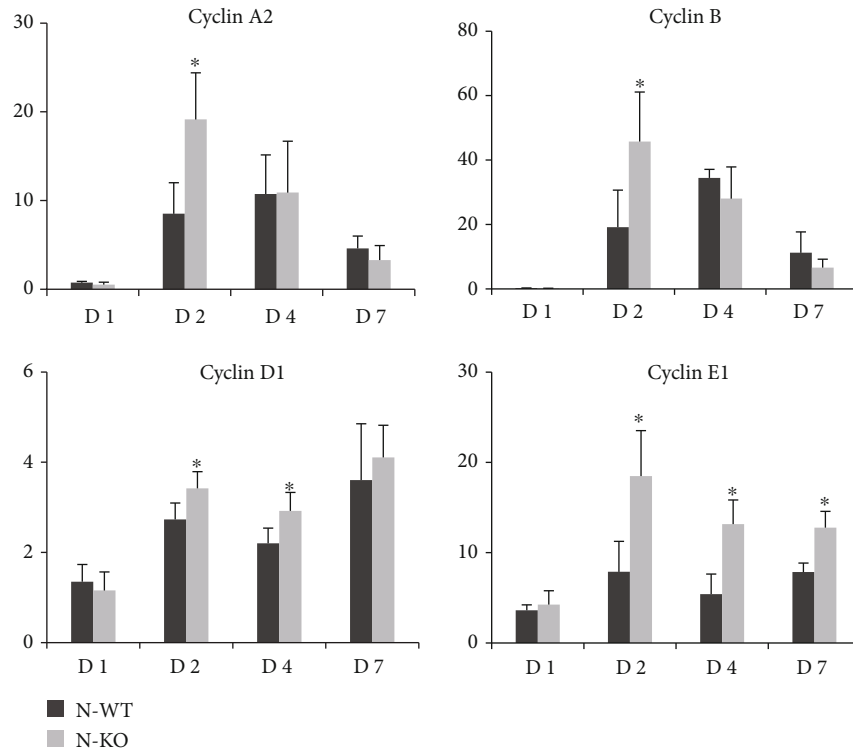 Cyclin A2
30
20
10
0
*
D 1 D 2 D 4 D 7
Cyclin B
80
60
40
20
0
*
D 1 D 2 D 4 D 7
Cyclin D1
6
4
2
0
* *
D 1 D 2 D 4 D 7
Cyclin E1
30
20
10
0
* * *
D 1 D 2 D 4 D 7
N-WT
N-KO